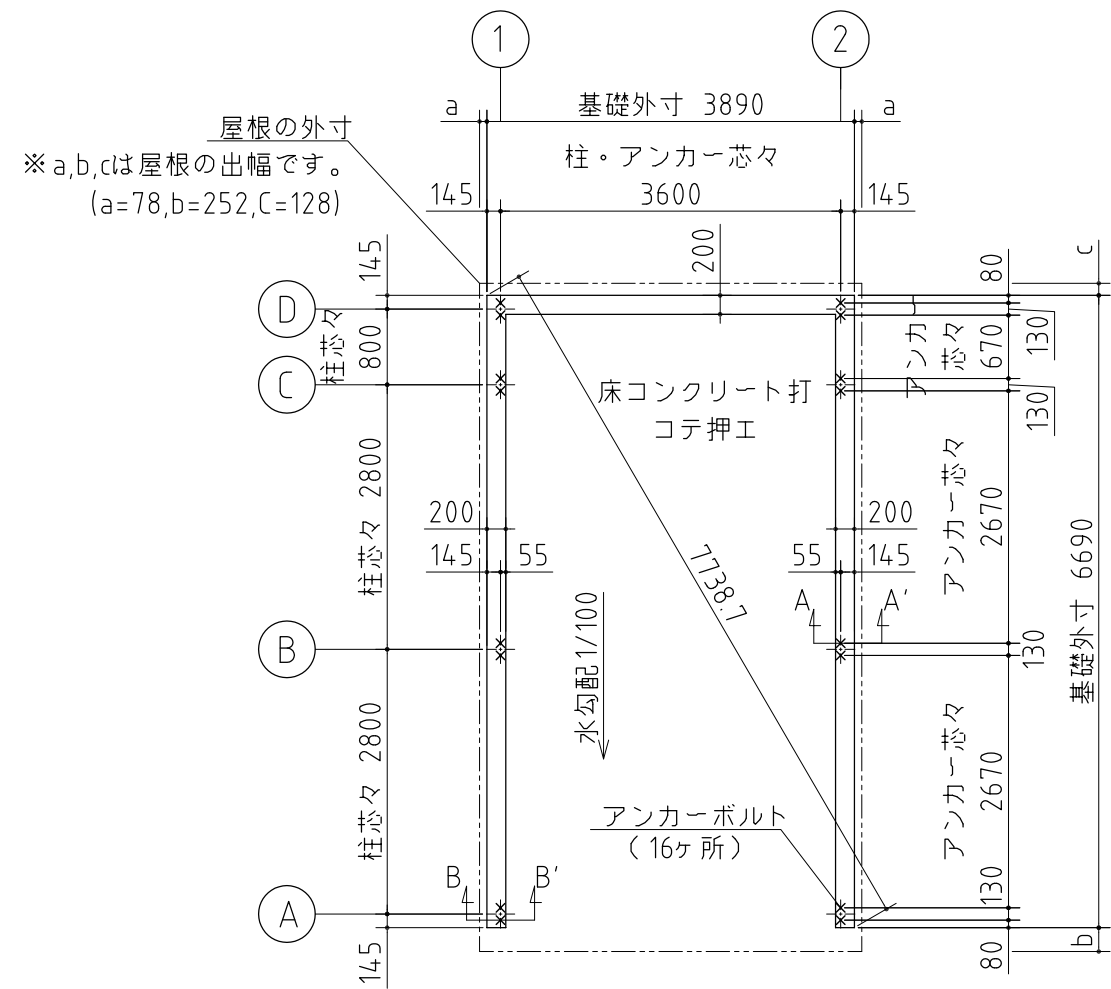 1
2
a
基礎外寸 3890
a
屋根の外寸
※a,b,cは屋根の出幅です。
(a=78,b=252,C=128)
柱・アンカー芯々
145
3600
145
145
200
80
c
D
柱芯々 800
アンカー芯々 670
130
C
130
床コンクリート打
コテ押エ
柱芯々 2800
アンカー芯々 2670
200
200
145
55
55
145
7738.7
基礎外寸 6690
A
A'
B
130
水勾配1/100
柱芯々 2800
アンカー芯々 2670
アンカーボルト
(16ヶ所)
B
B'
130
A
145
80
b